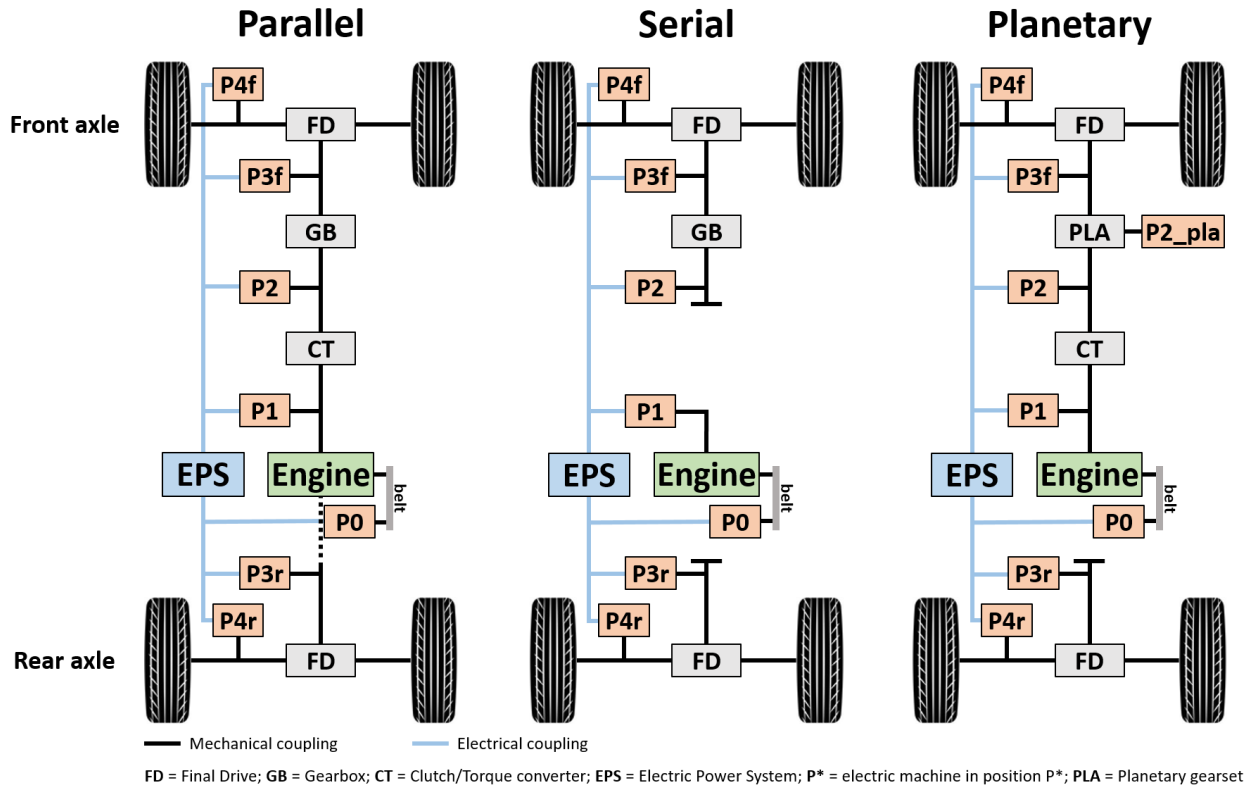 Parallel Serial Planetary
P4f P4f P4f
Front axle FD FD FD
P3f P3f P3f
GB GB PLA P2_pla
P2 P2 P2
CT CT
P1 P1 P1
EPS Engine EPS Engine EPS Engine
belt belt belt
P0 P0 P0
P3r P3r P3r
P4r P4r P4r
Rear axle FD FD FD
Mechanical coupling Electrical coupling
FD = Final Drive; GB = Gearbox; CT = Clutch/Torque converter; EPS = Electric Power System; P* = electric machine in position P*; PLA = Planetary gearset